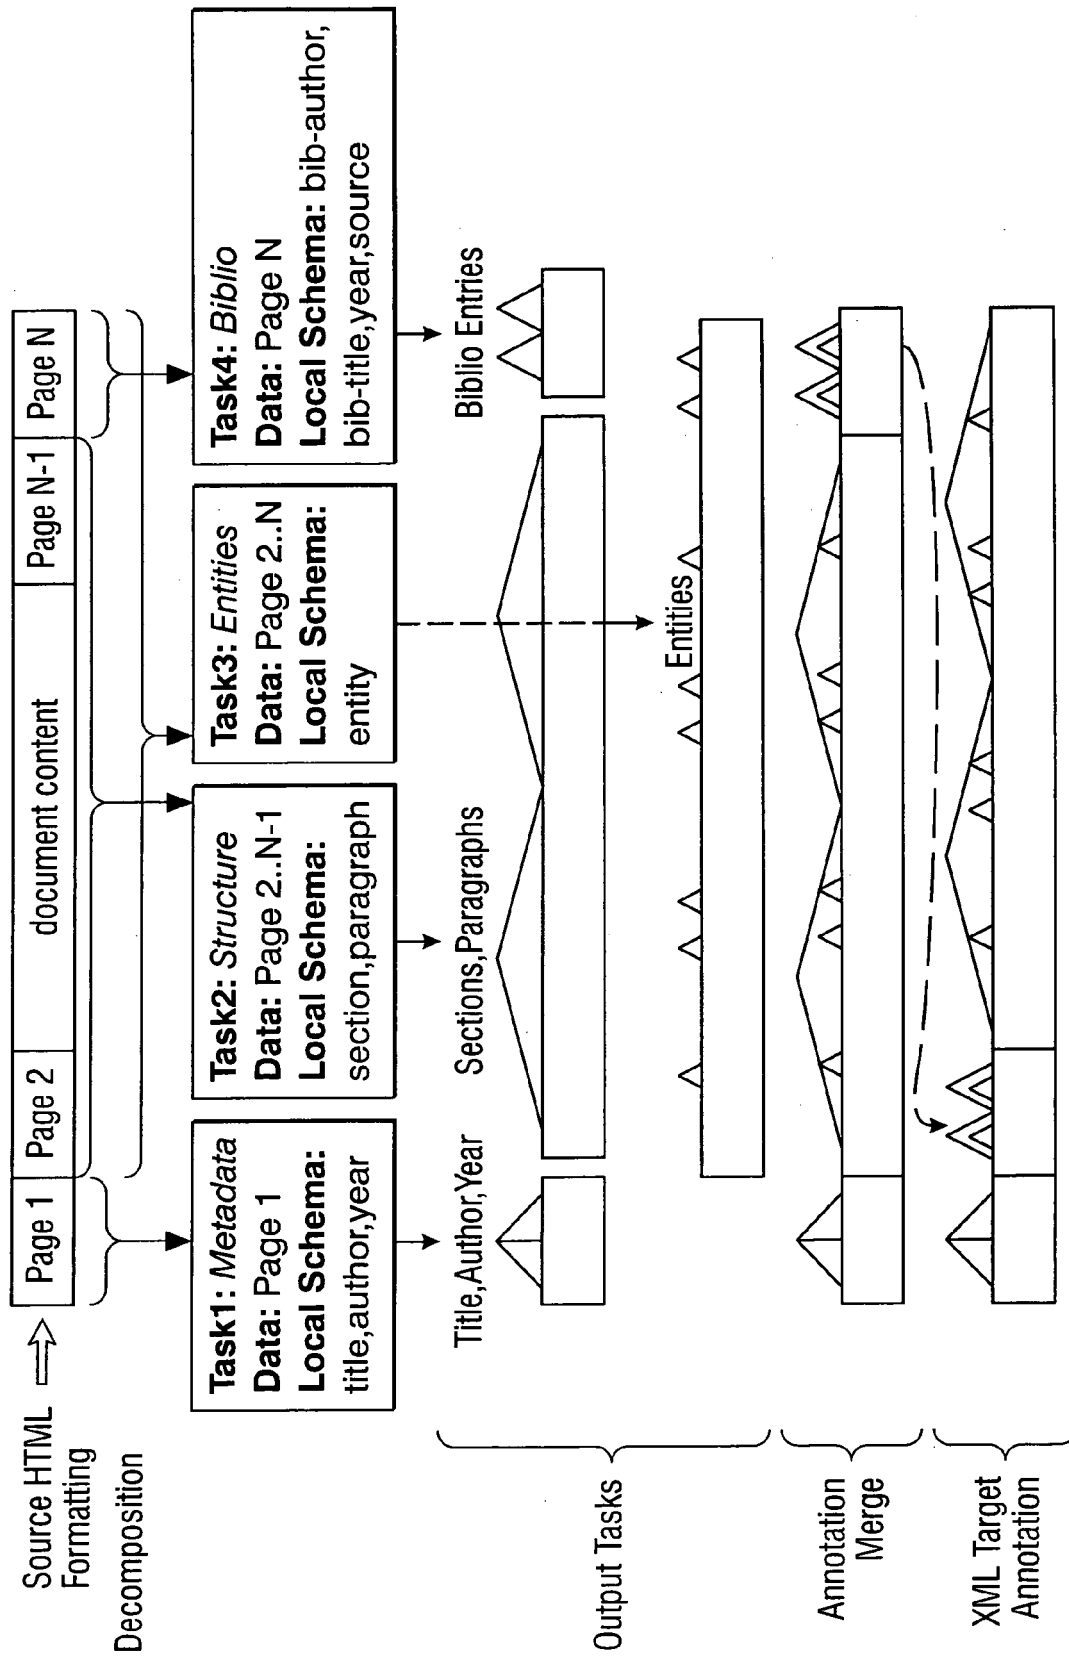 Source HTML
Formatting
Page 1
Page 2
document content
Page N-1
Page N
Decomposition
Task1: Metadata
Data: Page 1
Local Schema:
title,author,year
Task2: Structure
Data: Page 2..N-1
Local Schema:
section,paragraph
Task3: Entities
Data: Page 2..N
Local Schema:
entity
Task4: Biblio
Data: Page N
Local Schema: bib-author,
bib-title,year,source
Output Tasks
Title,Author,Year
Sections,Paragraphs
Biblio Entries
Entities
Annotation
Merge
XML Target
Annotation